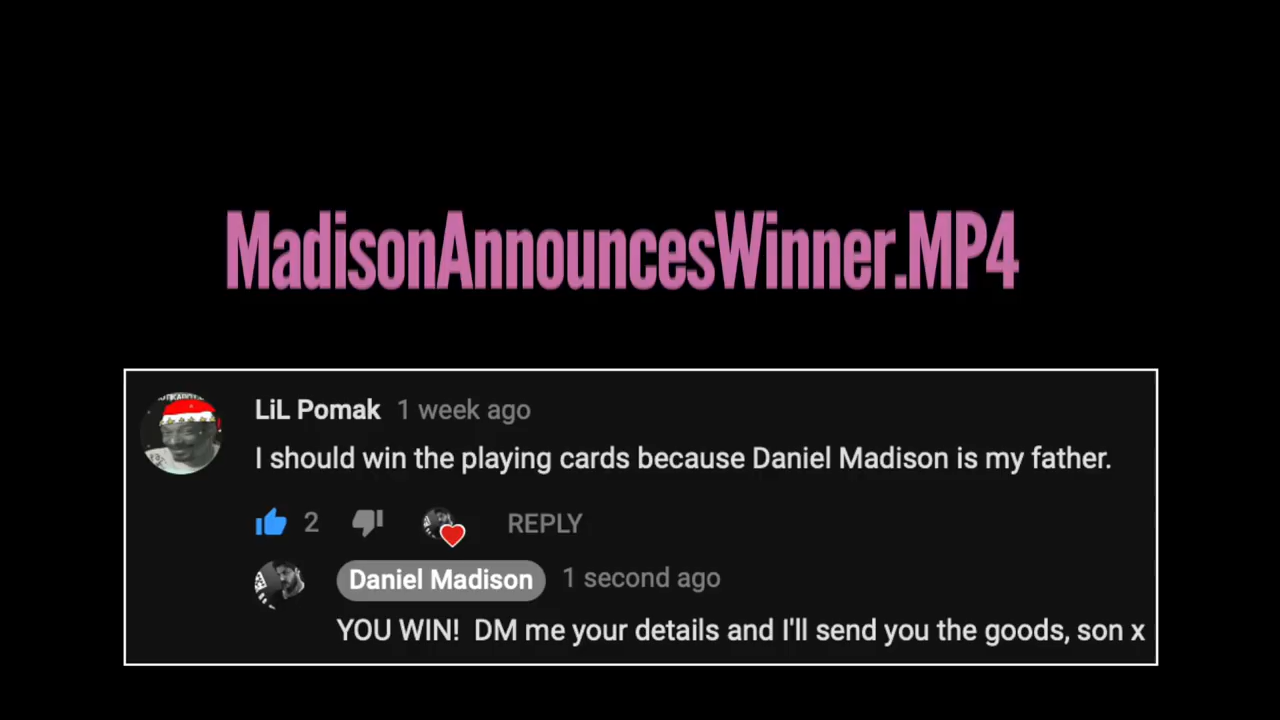 MadisonAnnouncesWinner.MP4
LiL Pomak 1 week ago
I should win the playing cards because Daniel Madison is my father.
2 REPLY
Daniel Madison 1 second ago
YOU WIN!  DM me your details and I'll send you the goods, son x